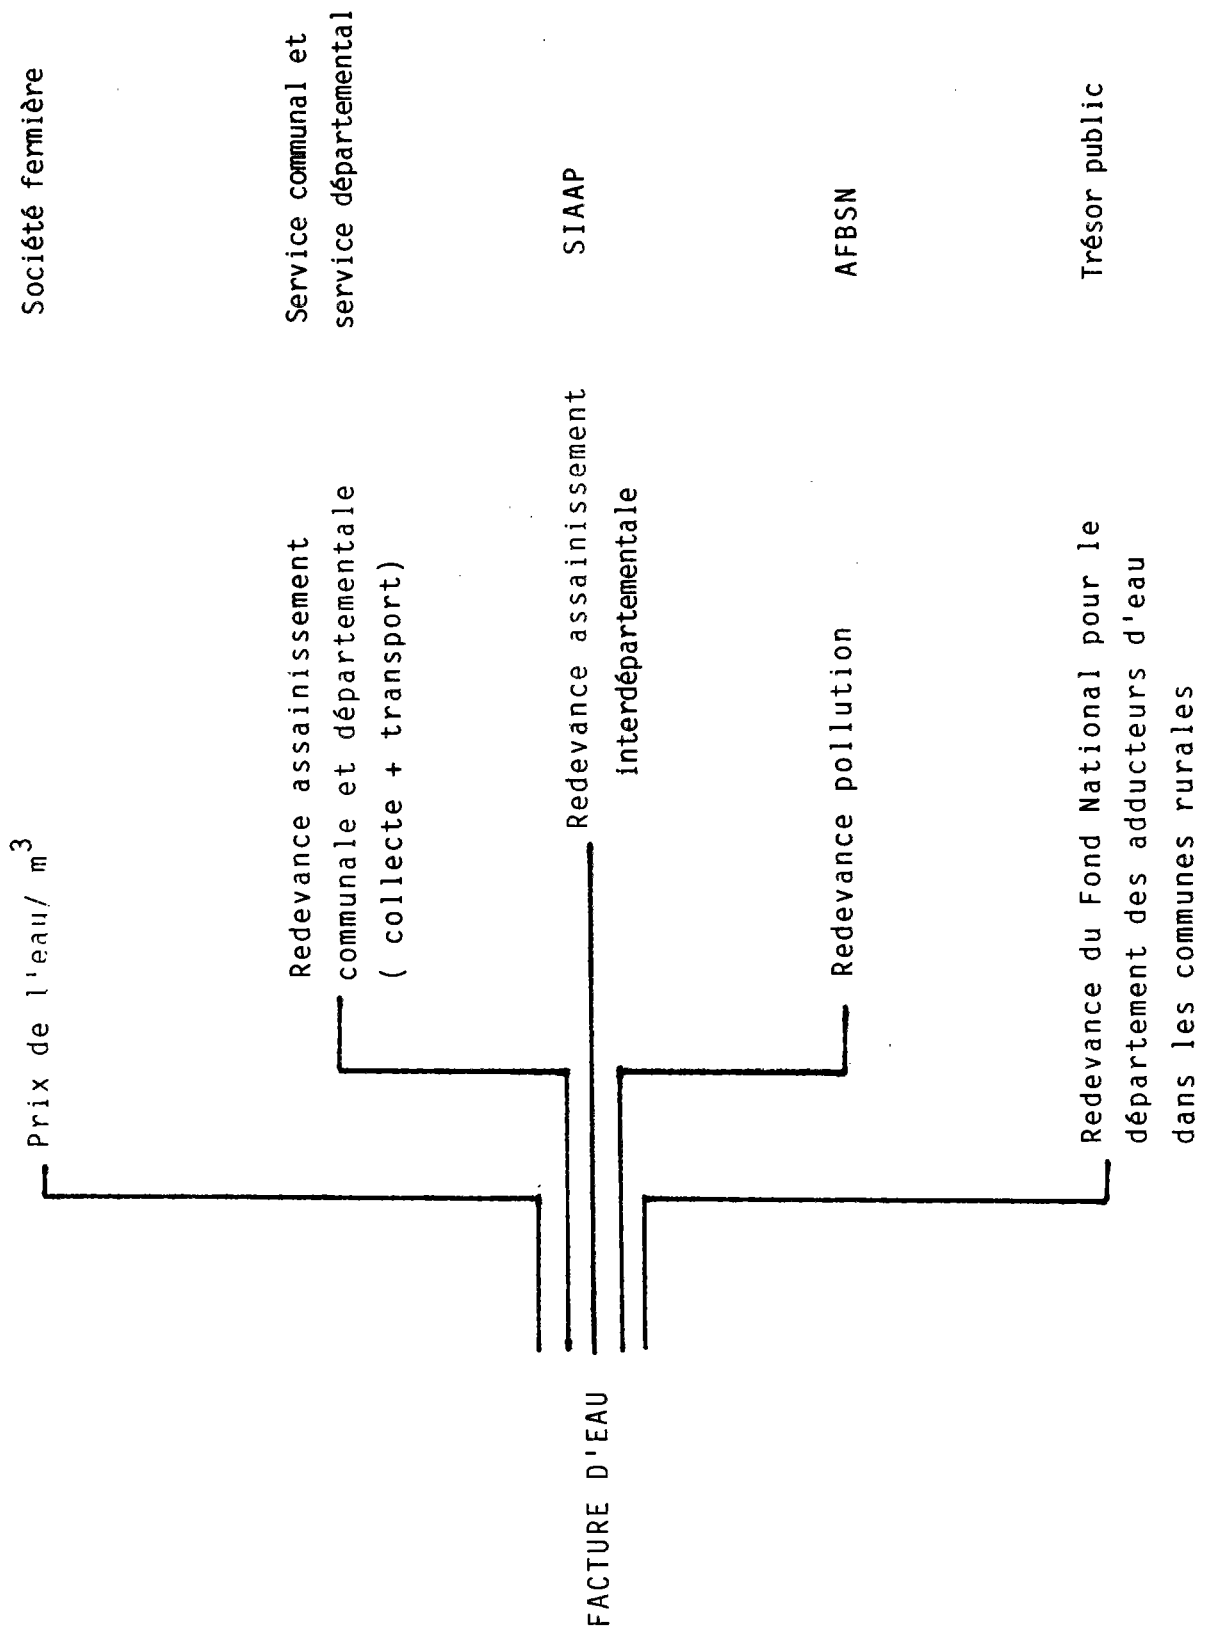 FACTURE D'EAU
Prix de l'eau/ m³
Société fermière
Redevance assainissement
communale et départementale
( collecte + transport)
Service communal et
service départemental
Redevance assainissement
interdépartementale
SIAAP
Redevance pollution
AFBSN
Redevance du Fond National pour le
département des adducteurs d'eau
dans les communes rurales
Trésor public